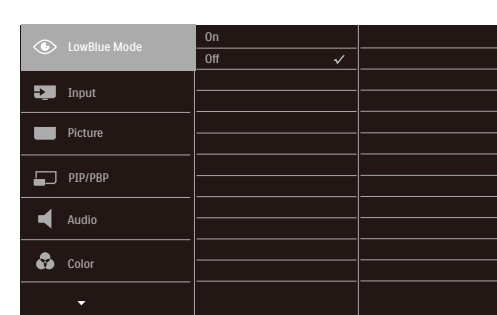 LowBlue Mode
On
Off
Input
Picture
PIP/PBP
Audio
Color